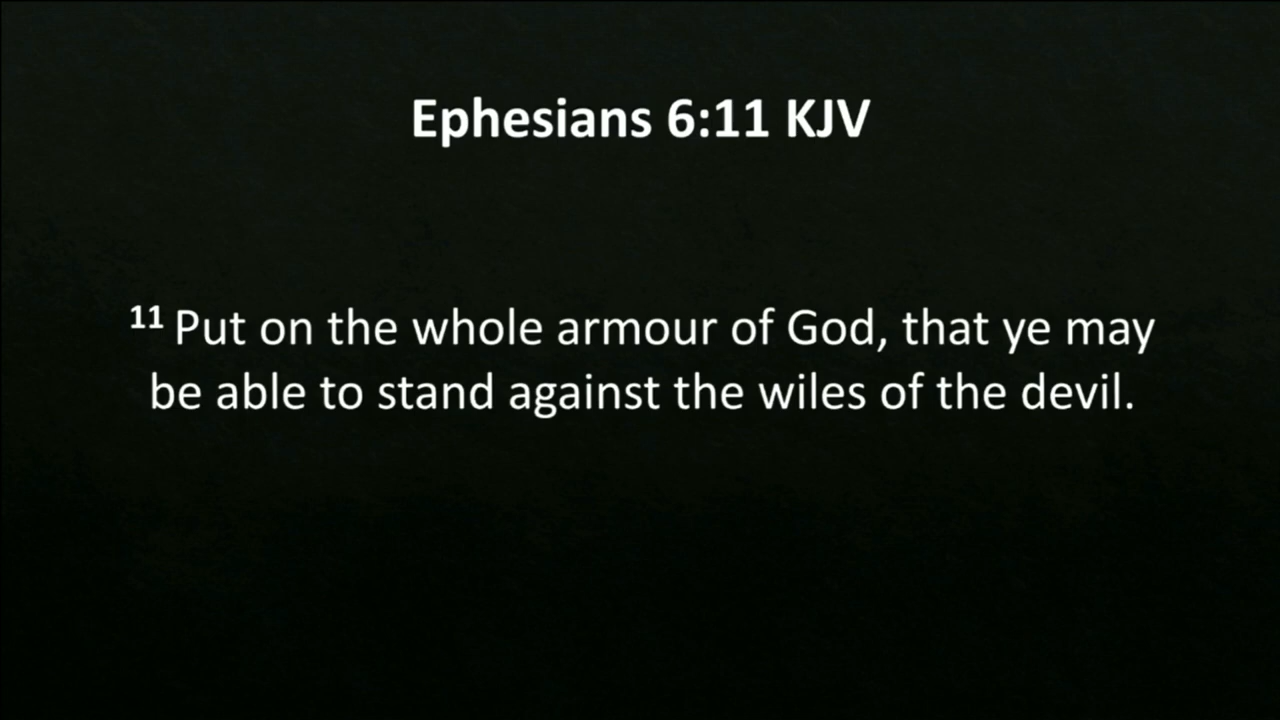 Ephesians 6:11 KJV
11 Put on the whole armour of God, that ye may
be able to stand against the wiles of the devil.